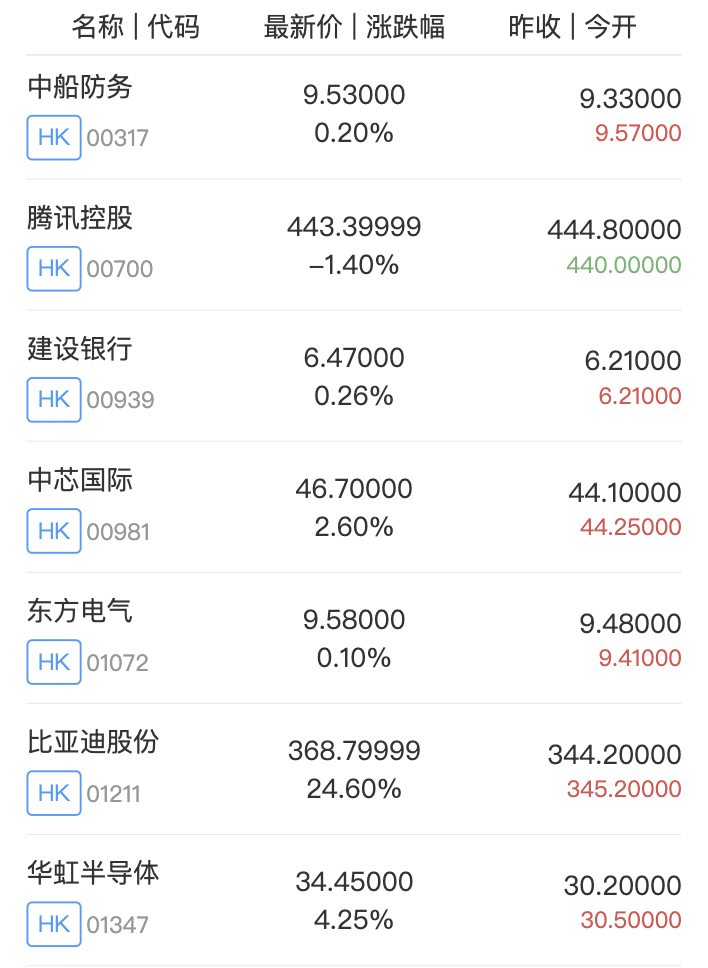 名称 | 代码 最新价 | 涨跌幅 昨收 | 今开
中船防务 9.53000 9.33000
HK 00317 0.20% 9.57000
腾讯控股 443.39999 444.80000
HK 00700 –1.40% 440.00000
建设银行 6.47000 6.21000
HK 00939 0.26% 6.21000
中芯国际 46.70000 44.10000
HK 00981 2.60% 44.25000
东方电气 9.58000 9.48000
HK 01072 0.10% 9.41000
比亚迪股份 368.79999 344.20000
HK 01211 24.60% 345.20000
华虹半导体 34.45000 30.20000
HK 01347 4.25% 30.50000